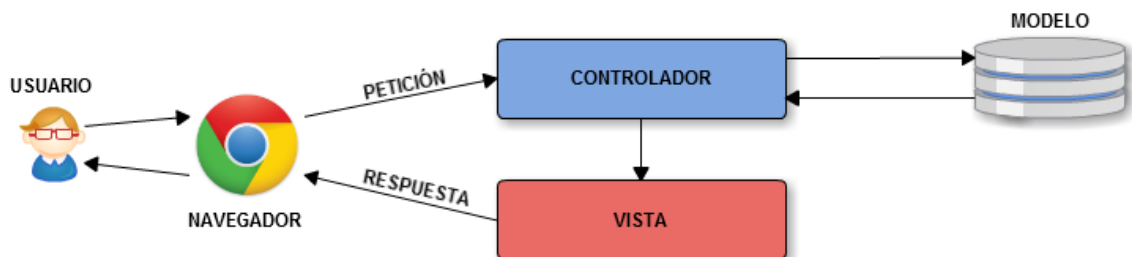 MODELO
USUARIO
PETICIÓN
CONTROLADOR
RESPUESTA
NAVEGADOR
VISTA